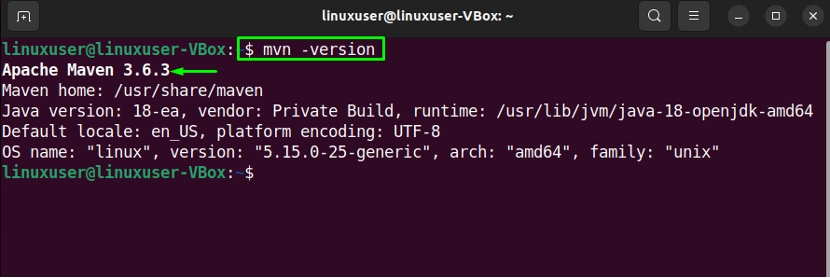 linuxuser@linuxuser-VBox: ~
linuxuser@linuxuser-VBox:~$ mvn -version
Apache Maven 3.6.3
Maven home: /usr/share/maven
Java version: 18-ea, vendor: Private Build, runtime: /usr/lib/jvm/java-18-openjdk-amd64
Default locale: en_US, platform encoding: UTF-8
OS name: "linux", version: "5.15.0-25-generic", arch: "amd64", family: "unix"
linuxuser@linuxuser-VBox:~$